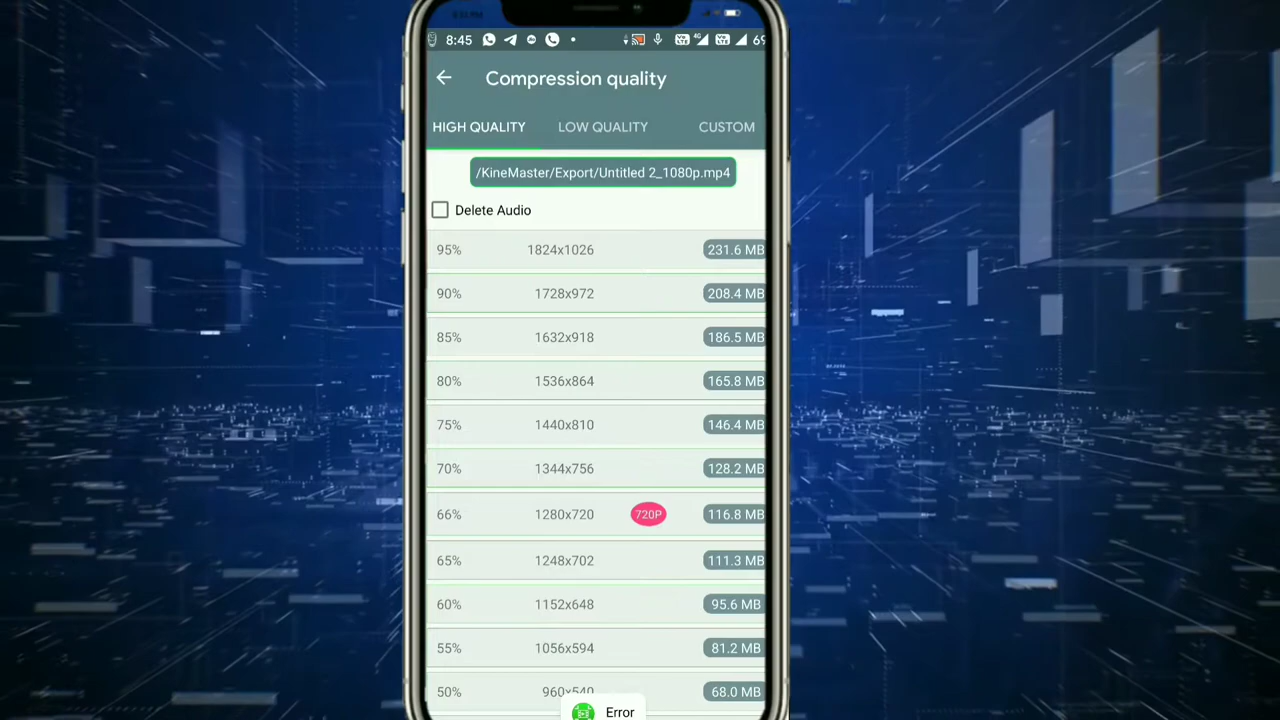 8:45 4G 69
Compression quality
HIGH QUALITY LOW QUALITY CUSTOM
/KineMaster/Export/Untitled 2_1080p.mp4
Delete Audio
95% 1824x1026 231.6 MB
90% 1728x972 208.4 MB
85% 1632x918 186.5 MB
80% 1536x864 165.8 MB
75% 1440x810 146.4 MB
70% 1344x756 128.2 MB
66% 1280x720 720P 116.8 MB
65% 1248x702 111.3 MB
60% 1152x648 95.6 MB
55% 1056x594 81.2 MB
50% 960x540 68.0 MB
Error